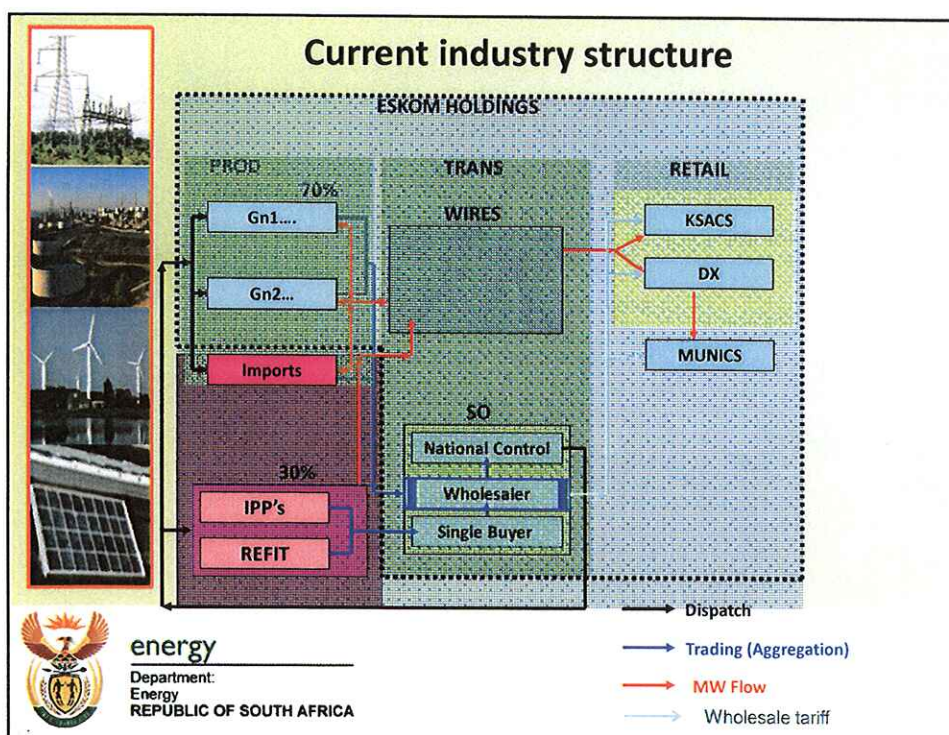 Current industry structure
ESKOM HOLDINGS
PROD
TRANS
RETAIL
70%
WIRES
Gn1....
KSACS
Gn2...
DX
MUNICS
Imports
SO
National Control
30%
Wholesaler
IPP's
Single Buyer
REFIT
Dispatch
Trading (Aggregation)
MW Flow
Wholesale tariff
energy
Department:
Energy
REPUBLIC OF SOUTH AFRICA